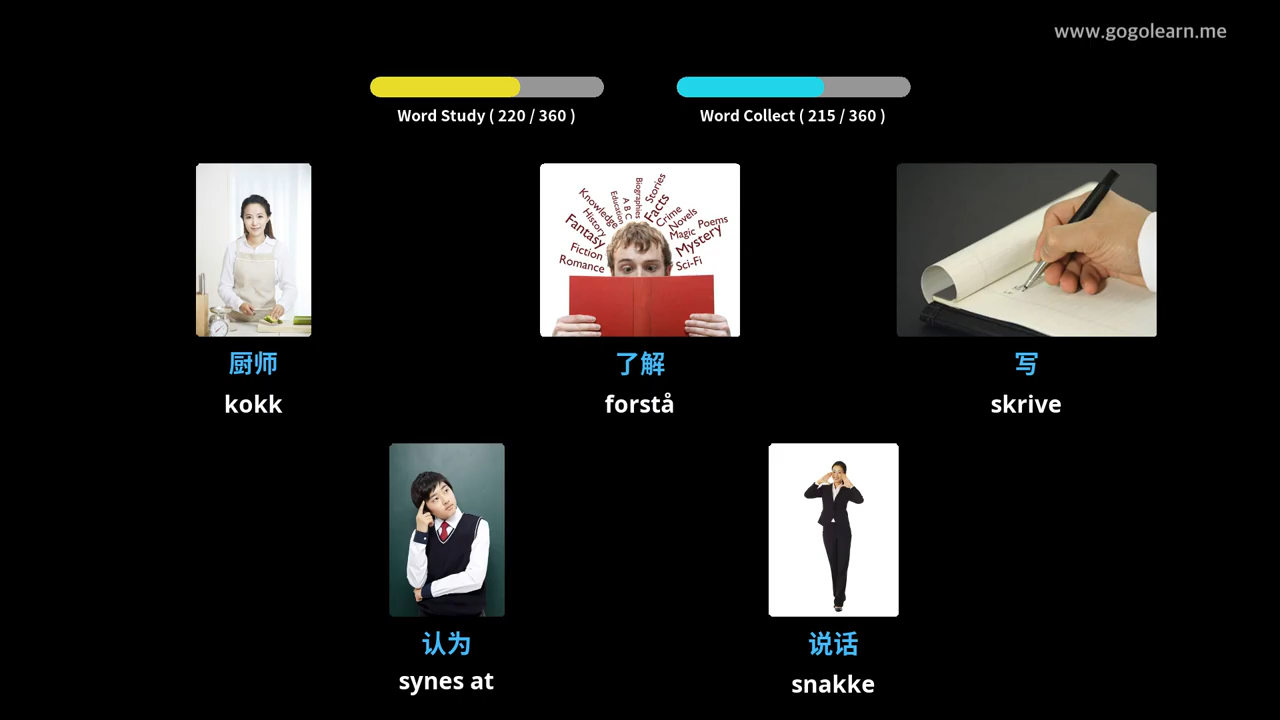 www.gogolearn.me
Word Study ( 220 / 360 )
Word Collect ( 215 / 360 )
Knowledge
Education
A B C
Biographies
Stories
Facts
Crime
Novels
Magic
Poems
Mystery
Sci-Fi
History
Fantasy
Fiction
Romance
厨师
kokk
了解
forstå
写
skrive
认为
synes at
说话
snakke